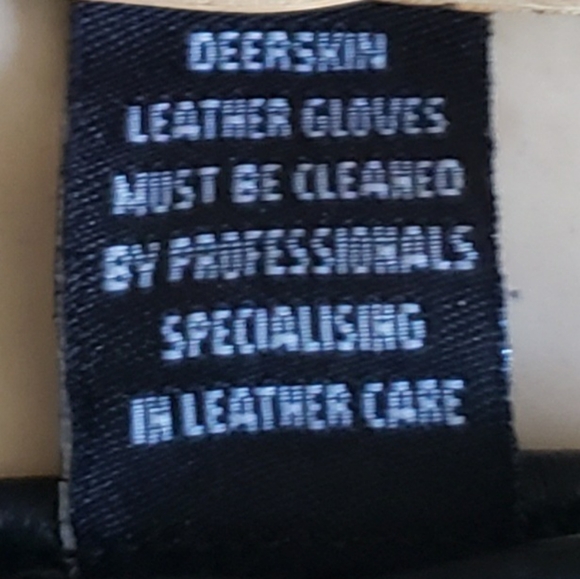 DEERSKIN
LEATHER GLOVES
MUST BE CLEANED
BY PROFESSIONALS
SPECIALISING
IN LEATHER CARE